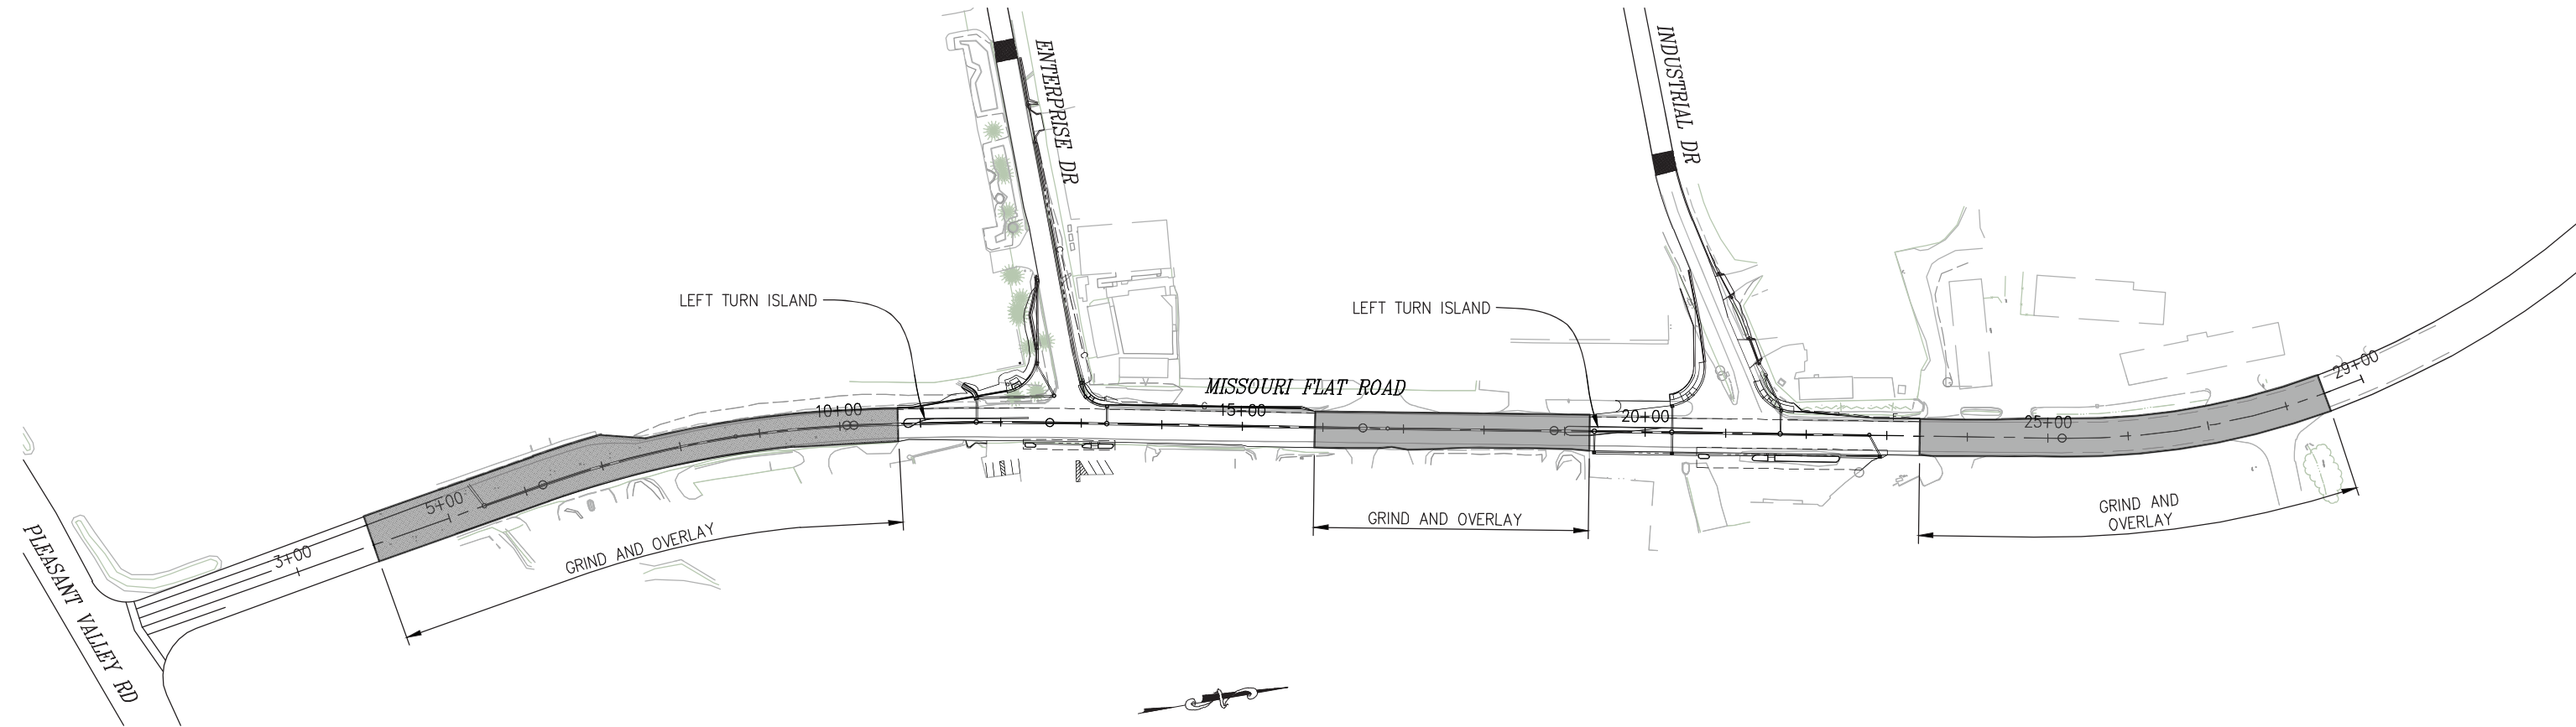 ENTERPRISE DR
INDUSTRIAL DR
LEFT TURN ISLAND
LEFT TURN ISLAND
MISSOURI FLAT ROAD
3+00
5+00
10+00
15+00
20+00
25+00
29+00
GRIND AND OVERLAY
GRIND AND OVERLAY
GRIND AND
OVERLAY
PLEASANT VALLEY RD